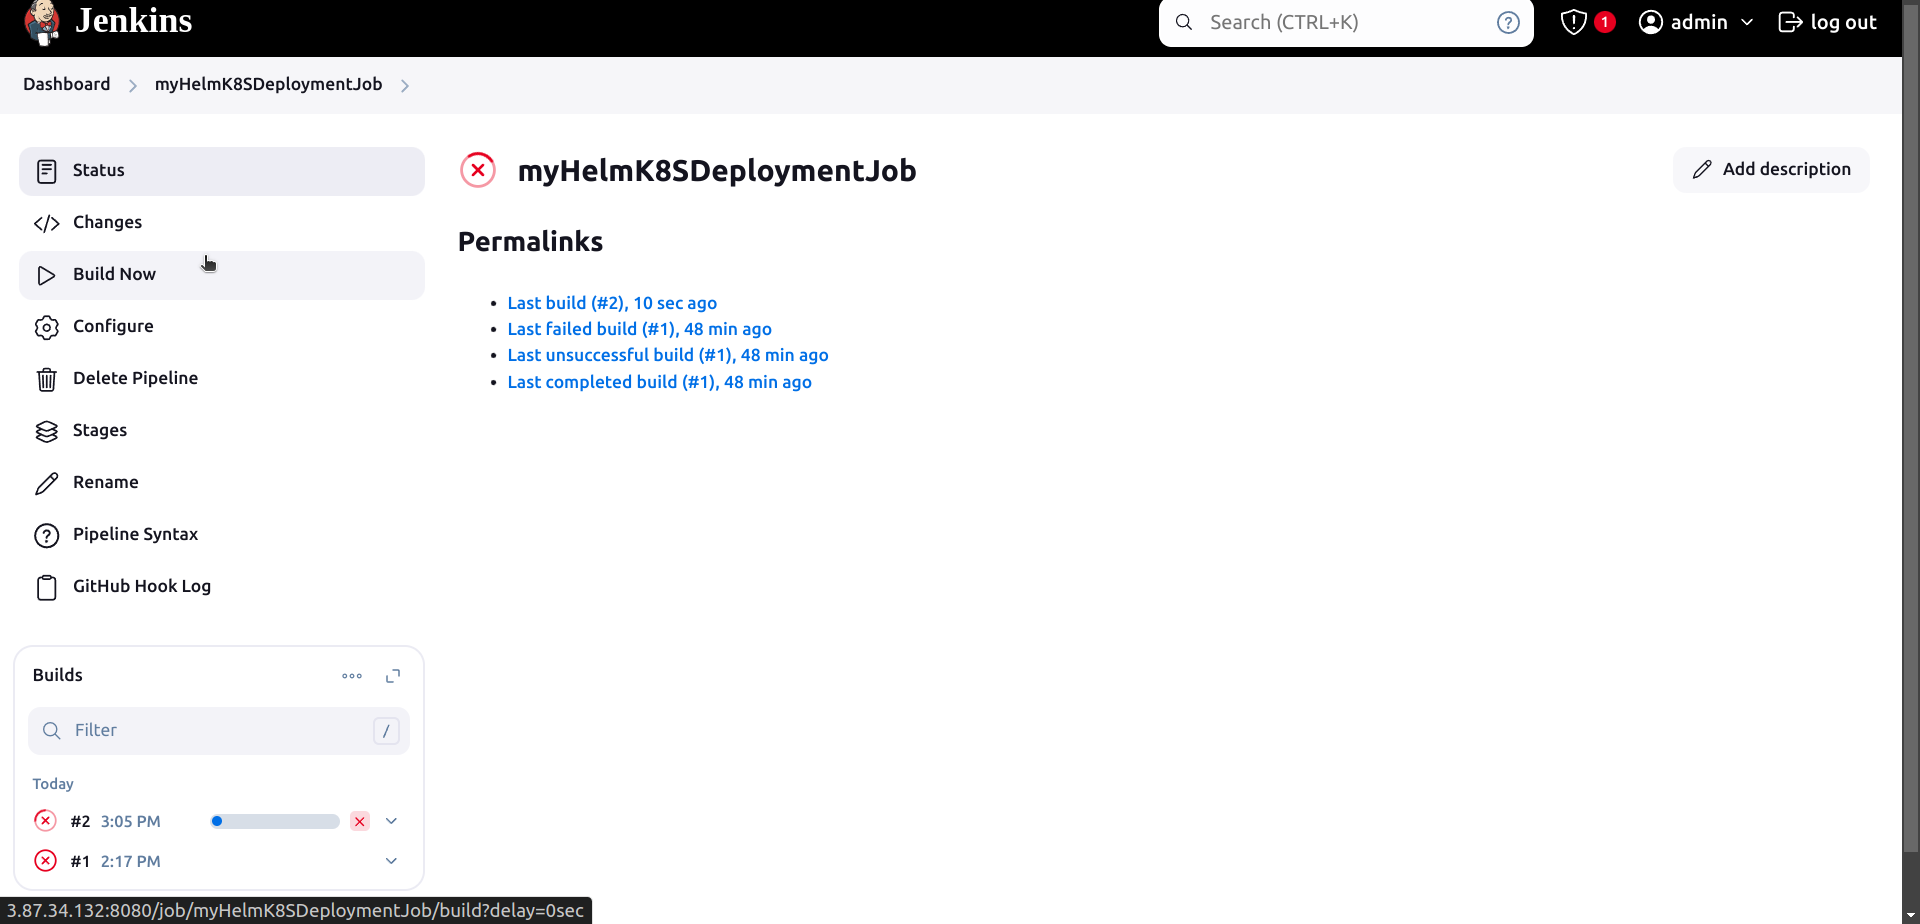 Jenkins
Search (CTRL+K)
?
1
admin
log out
Dashboard
myHelmK8SDeploymentJob
Status
Changes
Build Now
Configure
Delete Pipeline
Stages
Rename
Pipeline Syntax
GitHub Hook Log
myHelmK8SDeploymentJob
Add description
Permalinks
Last build (#2), 10 sec ago
Last failed build (#1), 48 min ago
Last unsuccessful build (#1), 48 min ago
Last completed build (#1), 48 min ago
Builds
Filter
/
Today
#2 3:05 PM
#1 2:17 PM
3.87.34.132:8080/job/myHelmK8SDeploymentJob/build?delay=0sec